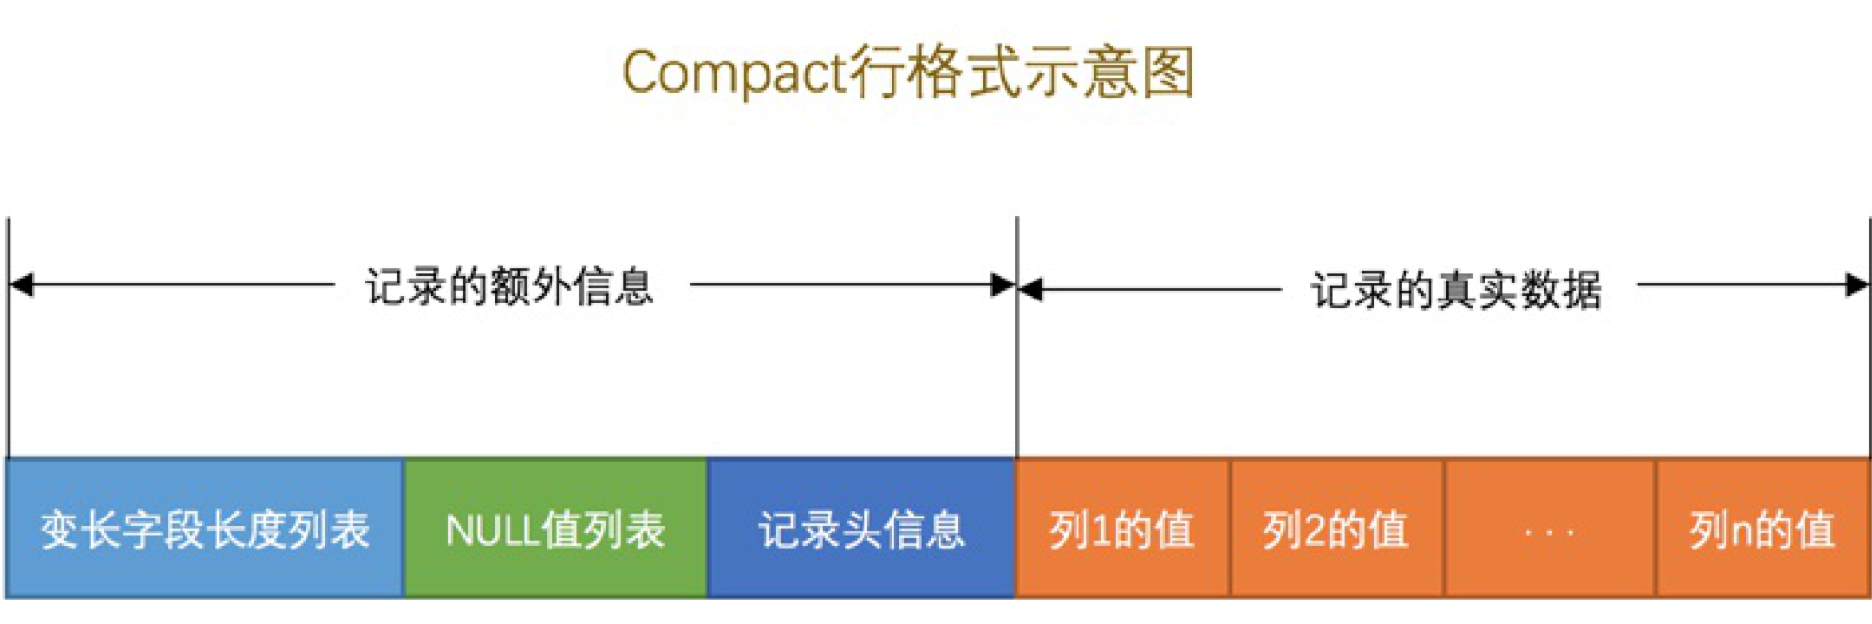 Compact行格式示意图
记录的额外信息 记录的真实数据
变长字段长度列表 NULL值列表 记录头信息 列1的值 列2的值 ··· 列n的值